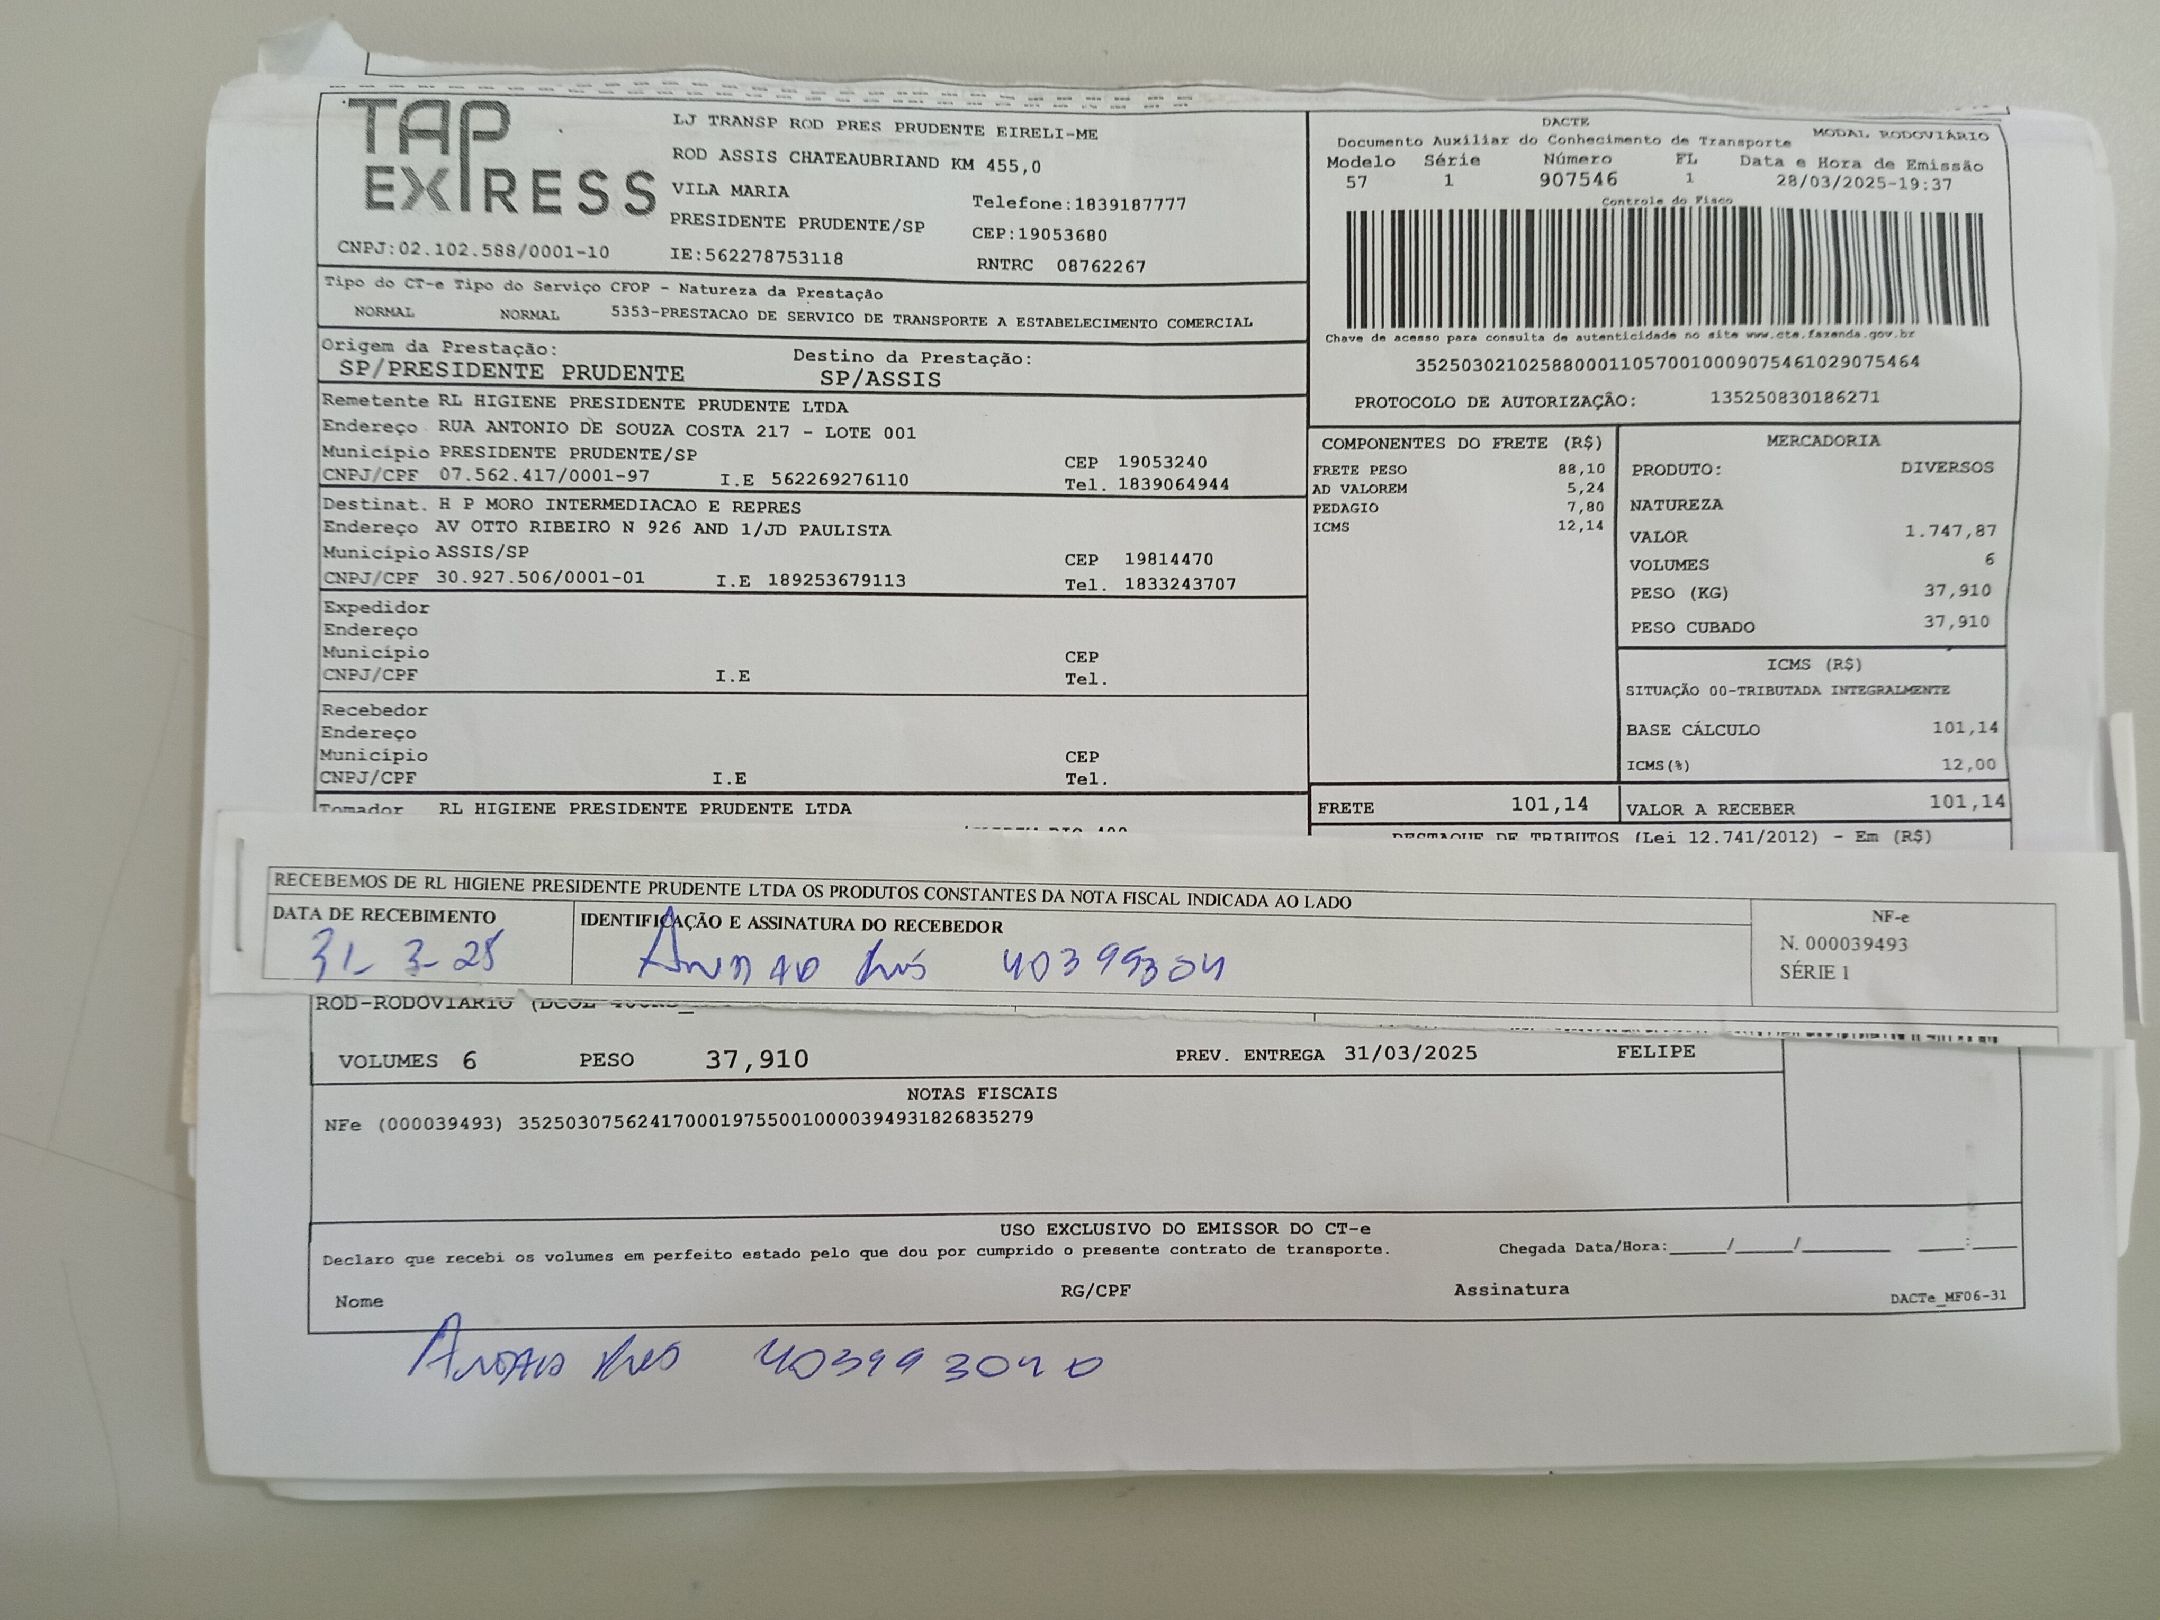 TAP EXPRESS
CNPJ:02.102.588/0001-10
LJ TRANSP ROD PRES PRUDENTE EIRELI-ME
ROD ASSIS CHATEAUBRIAND KM 455,0
VILA MARIA
Telefone:1839187777
PRESIDENTE PRUDENTE/SP
CEP:19053680
IE:562278753118
RNTRC 08762267
DACTE
Documento Auxiliar do Conhecimento de Transporte
MODAL RODOVIÁRIO
Modelo Série Número FL Data e Hora de Emissão
57 1 907546 1 28/03/2025-19:37
Controle do Fisco
Chave de acesso para consulta de autenticidade no site www.cte.fazenda.gov.br
35250302102588000110570010009075461029075464
PROTOCOLO DE AUTORIZAÇÃO: 135250830186271
Tipo do CT-e Tipo do Serviço CFOP - Natureza da Prestação
NORMAL NORMAL 5353-PRESTACAO DE SERVICO DE TRANSPORTE A ESTABELECIMENTO COMERCIAL
Origem da Prestação: Destino da Prestação:
SP/PRESIDENTE PRUDENTE SP/ASSIS
Remetente RL HIGIENE PRESIDENTE PRUDENTE LTDA
Endereço RUA ANTONIO DE SOUZA COSTA 217 - LOTE 001
Município PRESIDENTE PRUDENTE/SP CEP 19053240
CNPJ/CPF 07.562.417/0001-97 I.E 562269276110 Tel. 1839064944
Destinat. H P MORO INTERMEDIACAO E REPRES
Endereço AV OTTO RIBEIRO N 926 AND 1/JD PAULISTA
Município ASSIS/SP CEP 19814470
CNPJ/CPF 30.927.506/0001-01 I.E 189253679113 Tel. 1833243707
Expedidor
Endereço
Município CEP
CNPJ/CPF I.E Tel.
Recebedor
Endereço
Município CEP
CNPJ/CPF I.E Tel.
Tomador RL HIGIENE PRESIDENTE PRUDENTE LTDA
COMPONENTES DO FRETE (R$)
FRETE PESO 88,10
AD VALOREM 5,24
PEDAGIO 7,80
ICMS 12,14
MERCADORIA
PRODUTO: DIVERSOS
NATUREZA
VALOR 1.747,87
VOLUMES 6
PESO (KG) 37,910
PESO CUBADO 37,910
ICMS (R$)
SITUAÇÃO 00-TRIBUTADA INTEGRALMENTE
BASE CÁLCULO 101,14
ICMS(%) 12,00
FRETE 101,14 VALOR A RECEBER 101,14
DESTAQUE DE TRIBUTOS (Lei 12.741/2012) - Em (R$)
RECEBEMOS DE RL HIGIENE PRESIDENTE PRUDENTE LTDA OS PRODUTOS CONSTANTES DA NOTA FISCAL INDICADA AO LADO
DATA DE RECEBIMENTO IDENTIFICAÇÃO E ASSINATURA DO RECEBEDOR
31-3-25
NF-e
N. 000039493
SÉRIE 1
ROD-RODOVIARIO
VOLUMES 6 PESO 37,910 PREV. ENTREGA 31/03/2025 FELIPE
NOTAS FISCAIS
NFe (000039493) 35250307562417000197550010000394931826835279
USO EXCLUSIVO DO EMISSOR DO CT-e
Declaro que recebi os volumes em perfeito estado pelo que dou por cumprido o presente contrato de transporte. Chegada Data/Hora:_____/_____/________ ____:____
Nome RG/CPF Assinatura
DACTe_MF06-31